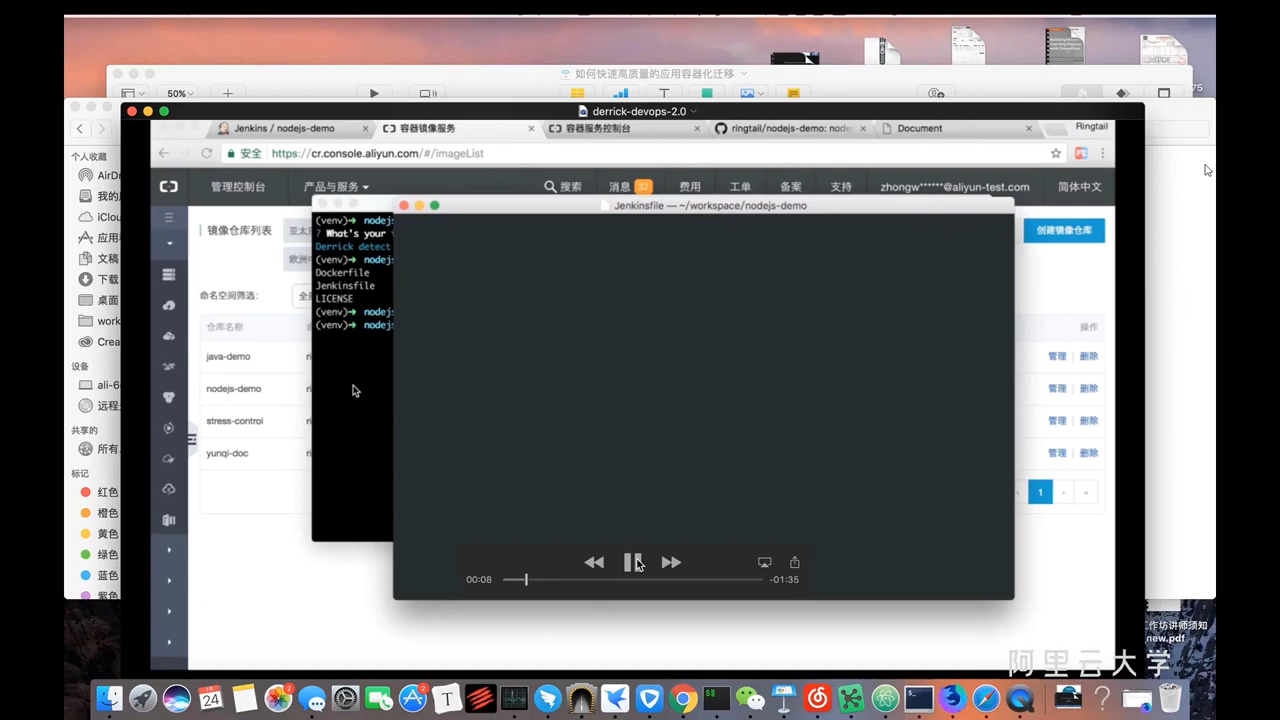 如何快速高质量的应用容器化迁移
50%
75
derrick-devops-2.0
Jenkins / nodejs-demo
容器镜像服务
容器服务控制台
ringtail/nodejs-demo: node
Document
Ringtail
安全
https://cr.console.aliyun.com/#/imageList
管理控制台
产品与服务
搜索
消息 32
费用
工单
备案
支持
zhongw******@aliyun-test.com
简体中文
个人收藏
AirDr
我的
iCloud
应用
文稿
下载
桌面
work
Crea
设备
ali-6
远程
共享的
所有
标记
红色
橙色
黄色
绿色
蓝色
紫色
镜像仓库列表
亚太
欧洲
创建镜像仓库
命名空间筛选:
全部
仓库名称
操作
java-demo
管理 | 删除
nodejs-demo
管理 | 删除
stress-control
管理 | 删除
yunqi-doc
管理 | 删除
1
(venv)➜ nodejs
? What's your
Derrick detect
(venv)➜ nodejs
Dockerfile
Jenkinsfile
LICENSE
(venv)➜ nodejs
(venv)➜ nodejs
Jenkinsfile — ~/workspace/nodejs-demo
00:08
-01:35
工作坊讲师须知
new.pdf
阿里云大学
24